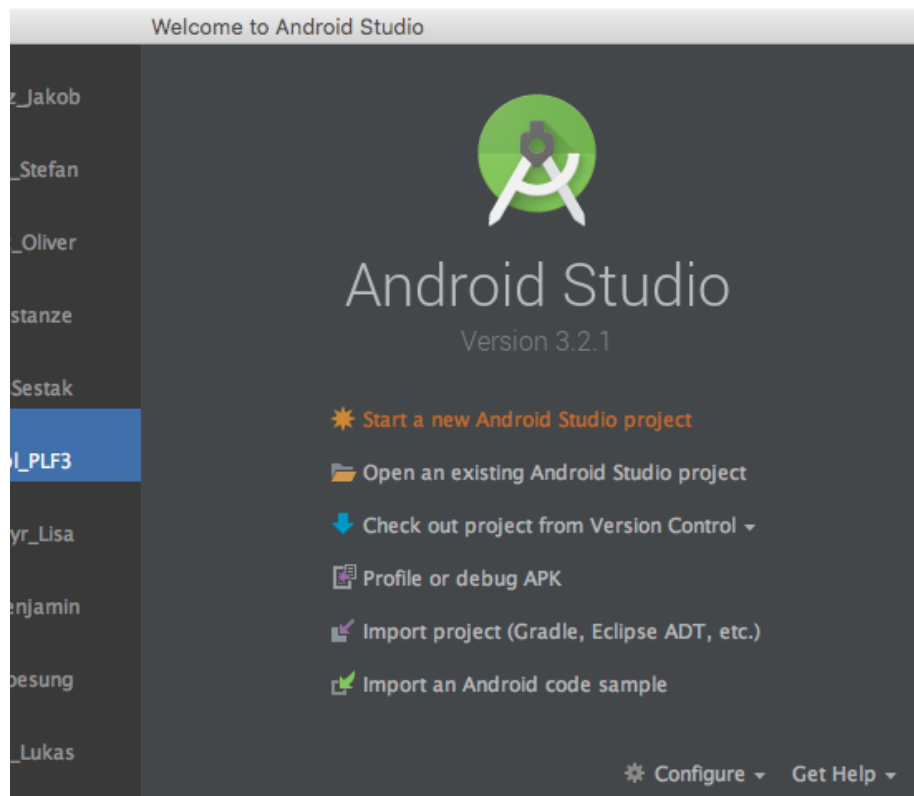 Welcome to Android Studio
z_Jakob
_Stefan
_Oliver
stanze
Sestak
ol_PLF3
yr_Lisa
enjamin
oesung
_Lukas
Android Studio
Version 3.2.1
Start a new Android Studio project
Open an existing Android Studio project
Check out project from Version Control
Profile or debug APK
Import project (Gradle, Eclipse ADT, etc.)
Import an Android code sample
Configure
Get Help